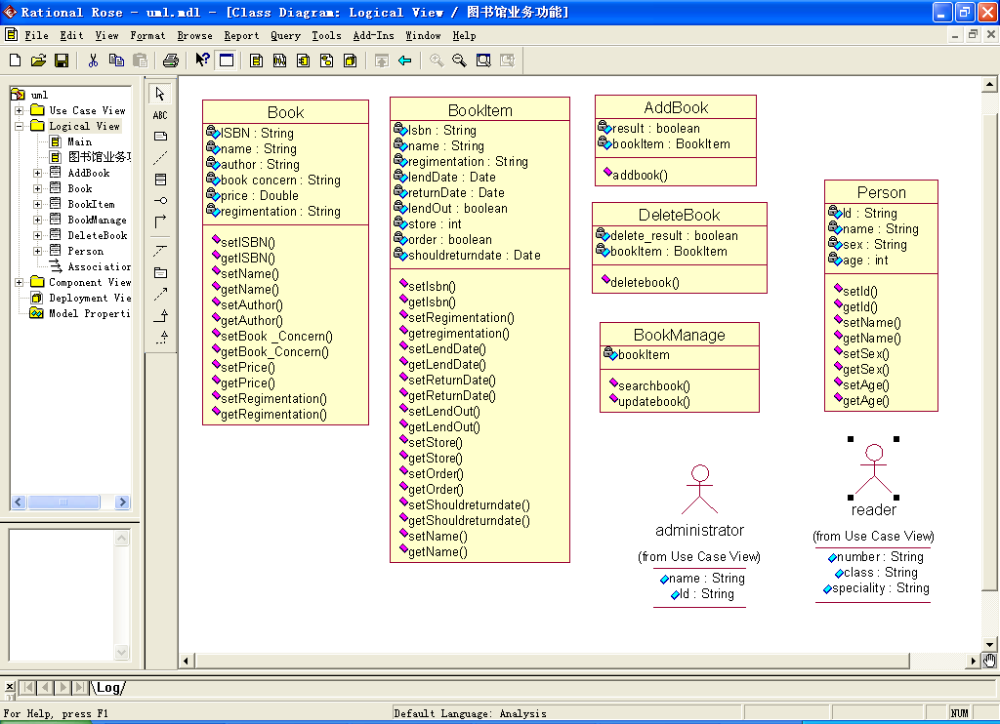 Rational Rose - uml.mdl - [Class Diagram: Logical View / 图书馆业务功能]
File Edit View Format Browse Report Query Tools Add-Ins Window Help
uml
Use Case View
Logical View
Main
图书馆业务
AddBook
Book
BookItem
BookManage
DeleteBook
Person
Association
Component View
Deployment Vie
Model Properti
ABC
Book
ISBN : String
name : String
author : String
book concern : String
price : Double
regimentation : String
setISBN()
getISBN()
setName()
getName()
setAuthor()
getAuthor()
setBook _Concern()
getBook_Concern()
setPrice()
getPrice()
setRegimentation()
getRegimentation()
BookItem
Isbn : String
name : String
regimentation : String
lendDate : Date
returnDate : Date
lendOut : boolean
store : int
order : boolean
shouldreturndate : Date
setIsbn()
getIsbn()
setRegimentation()
getregimentation()
setLendDate()
getLendDate()
setReturnDate()
getReturnDate()
setLendOut()
getLendOut()
setStore()
getStore()
setOrder()
getOrder()
setShouldreturndate()
getShouldreturndate()
setName()
getName()
AddBook
result : boolean
bookItem : BookItem
addbook()
DeleteBook
delete_result : boolean
bookItem : BookItem
deletebook()
BookManage
bookItem
searchbook()
updatebook()
Person
Id : String
name : String
sex : String
age : int
setId()
getId()
setName()
getName()
setSex()
getSex()
setAge()
getAge()
administrator
(from Use Case View)
name : String
Id : String
reader
(from Use Case View)
number : String
class : String
speciality : String
Log
For Help, press F1
Default Language: Analysis
NUM